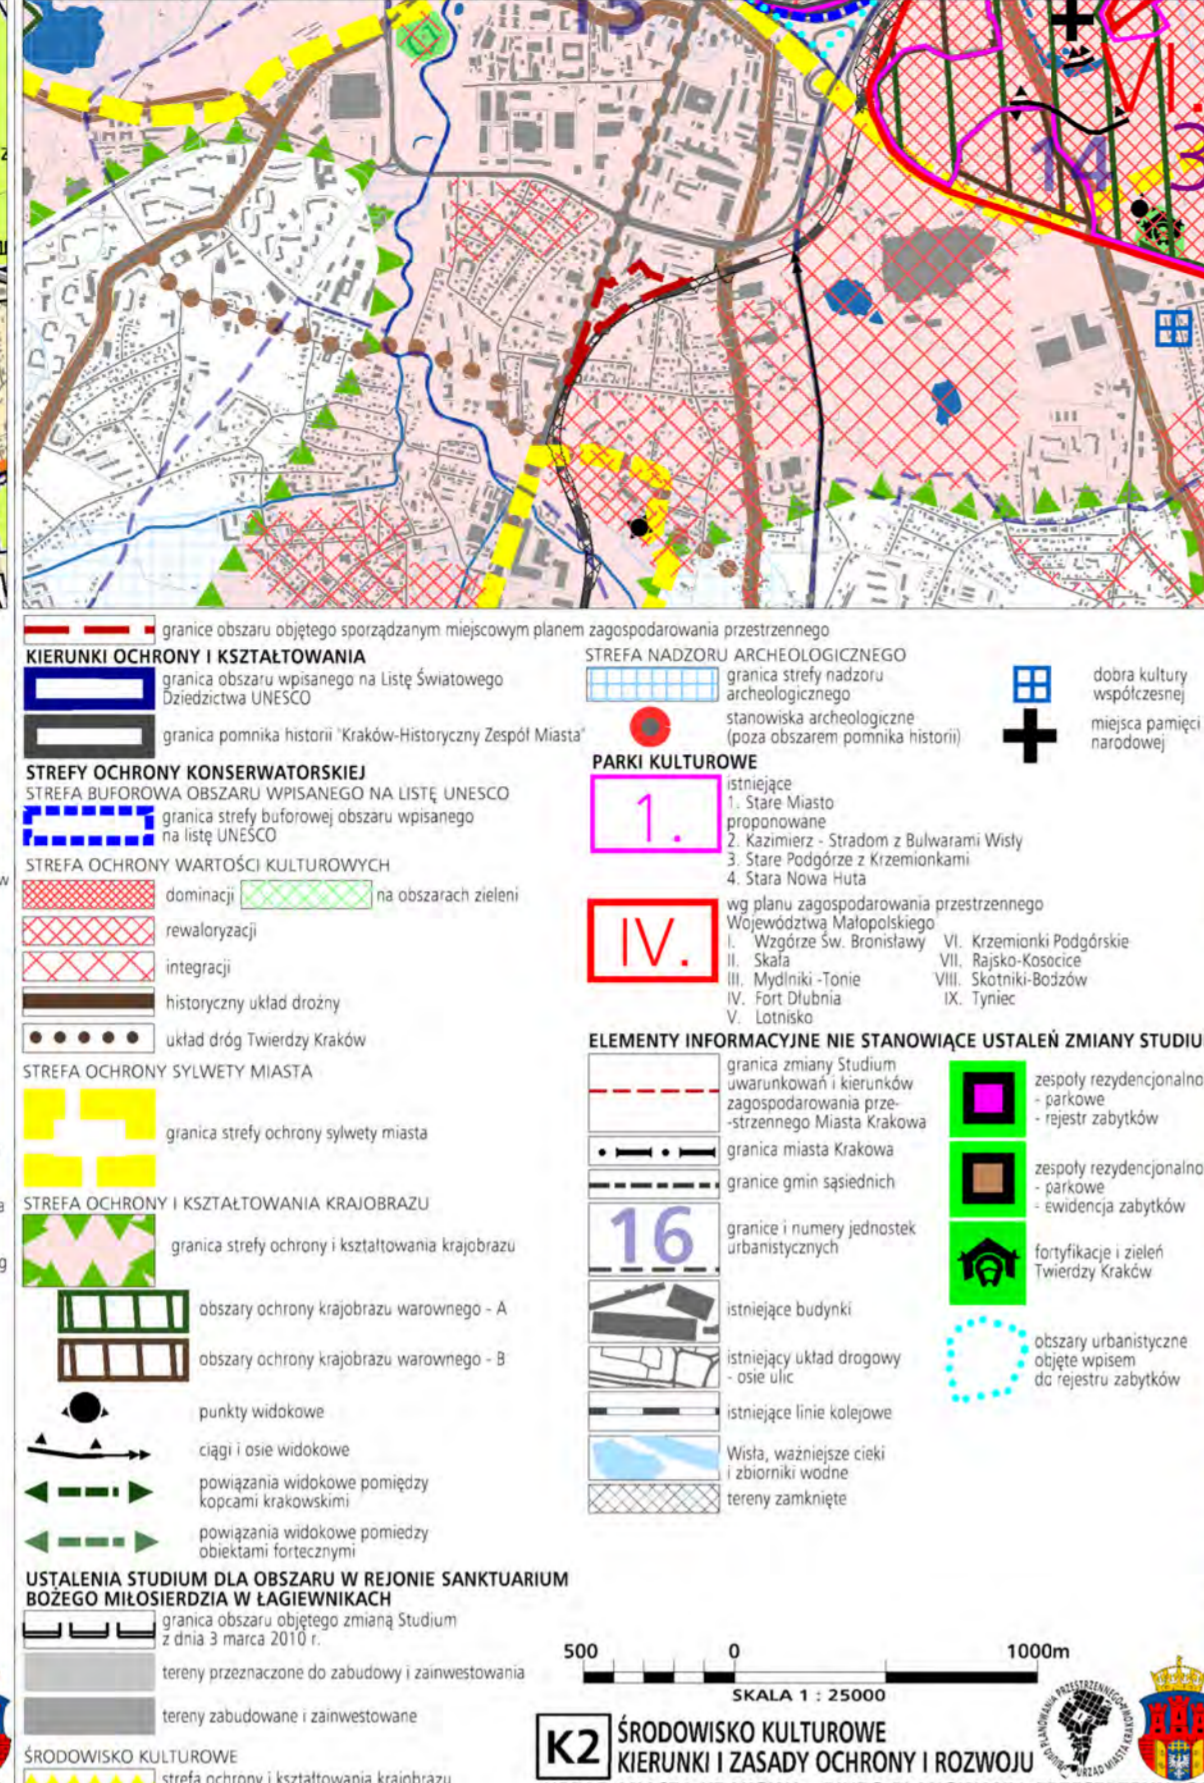 13
VI.
14
3
granice obszaru objętego sporządzanym miejscowym planem zagospodarowania przestrzennego
KIERUNKI OCHRONY I KSZTAŁTOWANIA
granica obszaru wpisanego na Listę Światowego
Dziedzictwa UNESCO
granica pomnika historii "Kraków-Historyczny Zespół Miasta"
STREFY OCHRONY KONSERWATORSKIEJ
STREFA BUFOROWA OBSZARU WPISANEGO NA LISTĘ UNESCO
granica strefy buforowej obszaru wpisanego
na listę UNESCO
STREFA OCHRONY WARTOŚCI KULTUROWYCH
dominacji
na obszarach zieleni
rewaloryzacji
integracji
historyczny układ drożny
układ dróg Twierdzy Kraków
STREFA OCHRONY SYLWETY MIASTA
granica strefy ochrony sylwety miasta
STREFA OCHRONY I KSZTAŁTOWANIA KRAJOBRAZU
granica strefy ochrony i kształtowania krajobrazu
obszary ochrony krajobrazu warownego - A
obszary ochrony krajobrazu warownego - B
punkty widokowe
ciągi i osie widokowe
powiązania widokowe pomiędzy
kopcami krakowskimi
powiązania widokowe pomiedzy
obiektami fortecznymi
USTALENIA STUDIUM DLA OBSZARU W REJONIE SANKTUARIUM
BOŻEGO MIŁOSIERDZIA W ŁAGIEWNIKACH
granica obszaru objętego zmianą Studium
z dnia 3 marca 2010 r.
tereny przeznaczone do zabudowy i zainwestowania
tereny zabudowane i zainwestowane
ŚRODOWISKO KULTUROWE
strefa ochrony i kształtowania krajobrazu
STREFA NADZORU ARCHEOLOGICZNEGO
granica strefy nadzoru
archeologicznego
stanowiska archeologiczne
(poza obszarem pomnika historii)
dobra kultury
współczesnej
miejsca pamięci
narodowej
PARKI KULTUROWE
1.
istniejące
1. Stare Miasto
proponowane
2. Kazimierz - Stradom z Bulwarami Wisły
3. Stare Podgórze z Krzemionkami
4. Stara Nowa Huta
IV.
wg planu zagospodarowania przestrzennego
Województwa Małopolskiego
I. Wzgórze Św. Bronisławy VI. Krzemionki Podgórskie
II. Skała VII. Rajsko-Kosocice
III. Mydlniki -Tonie VIII. Skotniki-Bodzów
IV. Fort Dłubnia IX. Tyniec
V. Lotnisko
ELEMENTY INFORMACYJNE NIE STANOWIĄCE USTALEŃ ZMIANY STUDIU
granica zmiany Studium
uwarunkowań i kierunków
zagospodarowania prze-
-strzennego Miasta Krakowa
granica miasta Krakowa
granice gmin sąsiednich
16
granice i numery jednostek
urbanistycznych
istniejące budynki
istniejący układ drogowy
- osie ulic
istniejące linie kolejowe
Wisła, ważniejsze cieki
i zbiorniki wodne
tereny zamknięte
zespoły rezydencjonalno
- parkowe
- rejestr zabytków
zespoły rezydencjonalno
- parkowe
- ewidencja zabytków
fortyfikacje i zieleń
Twierdzy Kraków
obszary urbanistyczne
objęte wpisem
do rejestru zabytków
500 0 1000m
SKALA 1 : 25000
K2
ŚRODOWISKO KULTUROWE
KIERUNKI I ZASADY OCHRONY I ROZWOJU
BIURO PLANOWANIA PRZESTRZENNEGO
URZĄD MIASTA KRAKOWA